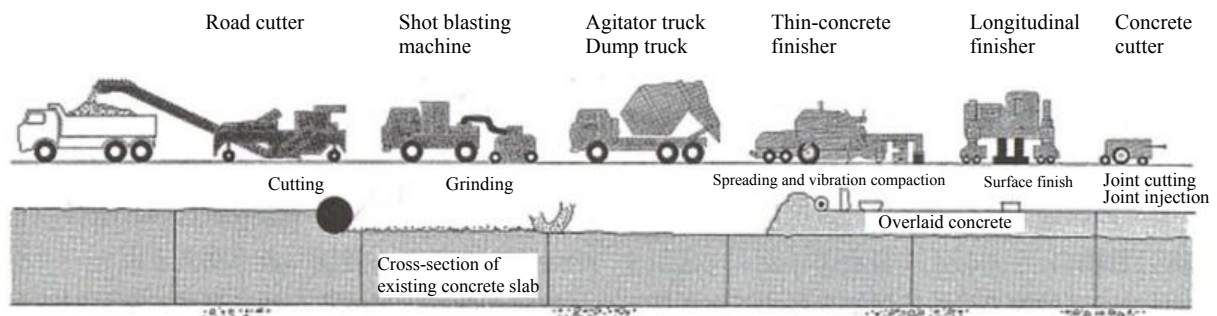 Road cutter
Shot blasting
machine
Agitator truck
Dump truck
Thin-concrete
finisher
Longitudinal
finisher
Concrete
cutter
Cutting
Grinding
Spreading and vibration compaction
Surface finish
Joint cutting
Joint injection
Overlaid concrete
Cross-section of
existing concrete slab